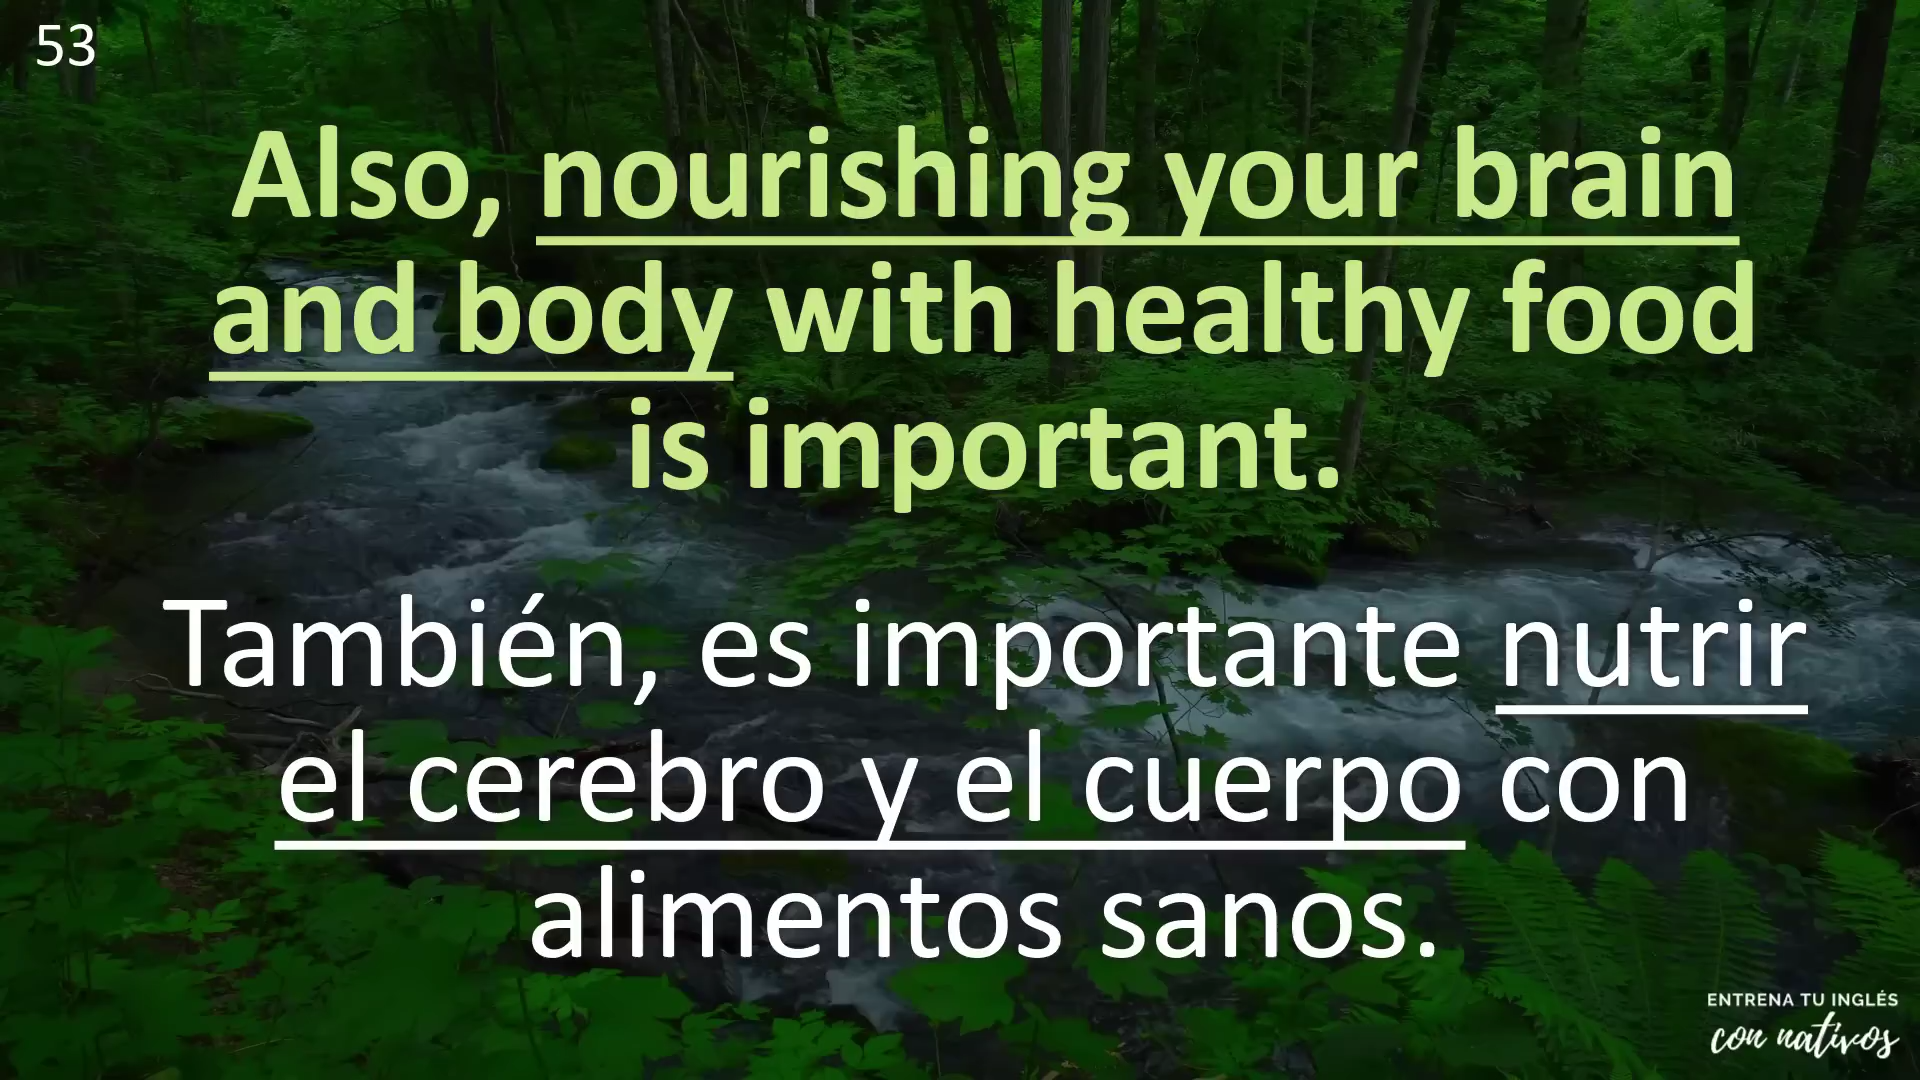 53
Also, nourishing your brain
and body with healthy food
is important.
También, es importante nutrir
el cerebro y el cuerpo con
alimentos sanos.
ENTRENA TU INGLÉS
con nativos